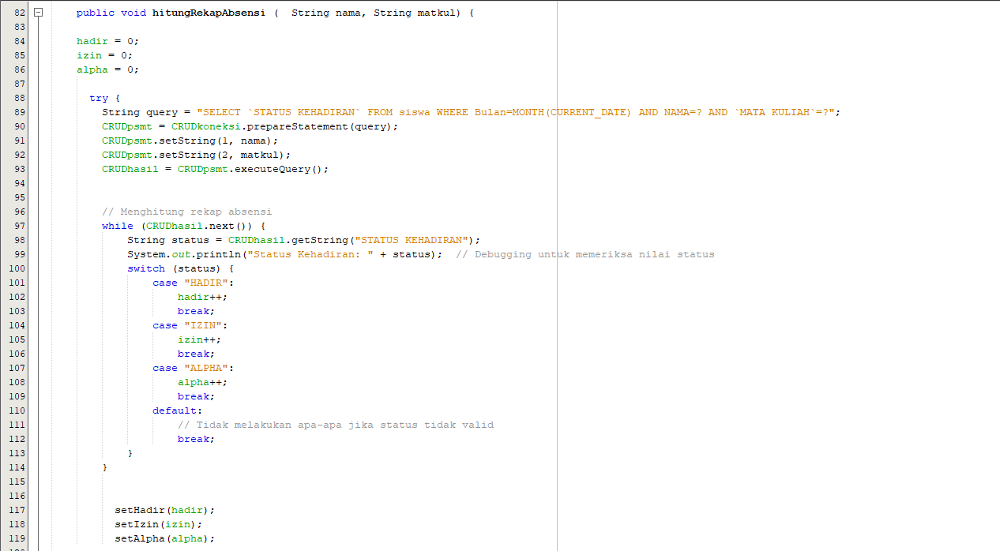 82 public void hitungRekapAbsensi (  String nama, String matkul) {
83
84 hadir = 0;
85 izin = 0;
86 alpha = 0;
87
88 try {
89 String query = "SELECT `STATUS KEHADIRAN` FROM siswa WHERE Bulan=MONTH(CURRENT_DATE) AND NAMA=? AND `MATA KULIAH`=?";
90 CRUDpsmt = CRUDkoneksi.prepareStatement(query);
91 CRUDpsmt.setString(1, nama);
92 CRUDpsmt.setString(2, matkul);
93 CRUDhasil = CRUDpsmt.executeQuery();
94
95
96 // Menghitung rekap absensi
97 while (CRUDhasil.next()) {
98 String status = CRUDhasil.getString("STATUS KEHADIRAN");
99 System.out.println("Status Kehadiran: " + status);  // Debugging untuk memeriksa nilai status
100 switch (status) {
101 case "HADIR":
102 hadir++;
103 break;
104 case "IZIN":
105 izin++;
106 break;
107 case "ALPHA":
108 alpha++;
109 break;
110 default:
111 // Tidak melakukan apa-apa jika status tidak valid
112 break;
113 }
114 }
115
116
117 setHadir(hadir);
118 setIzin(izin);
119 setAlpha(alpha);